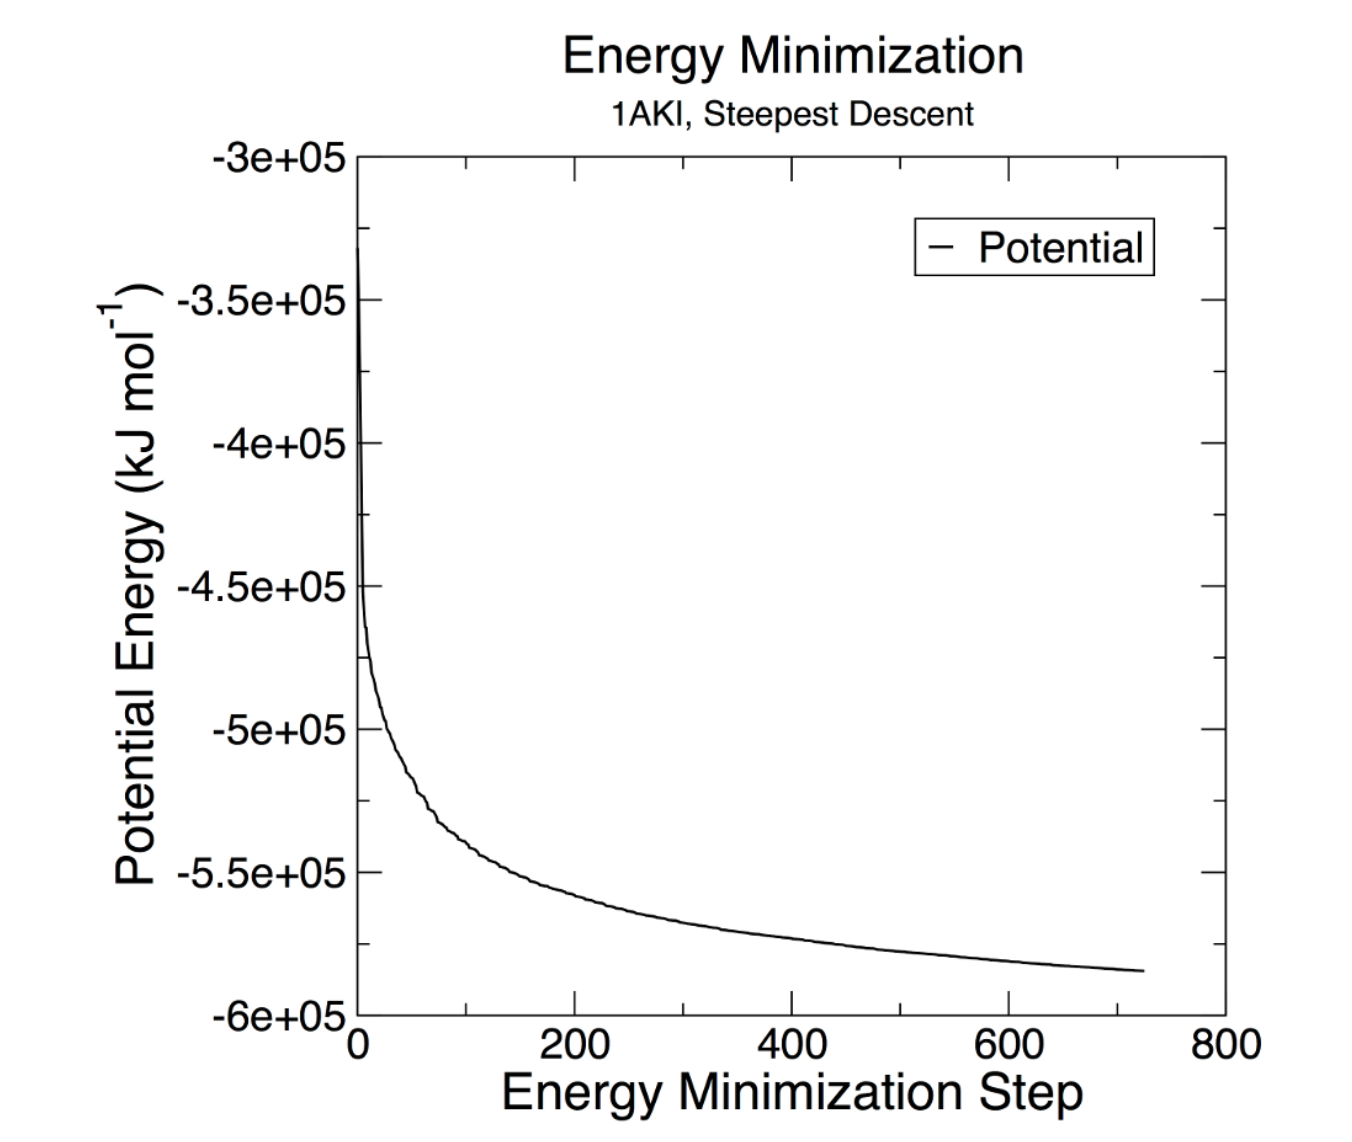 Energy Minimization
1AKI, Steepest Descent
-3e+05
-3.5e+05
-4e+05
-4.5e+05
-5e+05
-5.5e+05
-6e+05
Potential Energy (kJ mol-1)
Potential
0 200 400 600 800
Energy Minimization Step